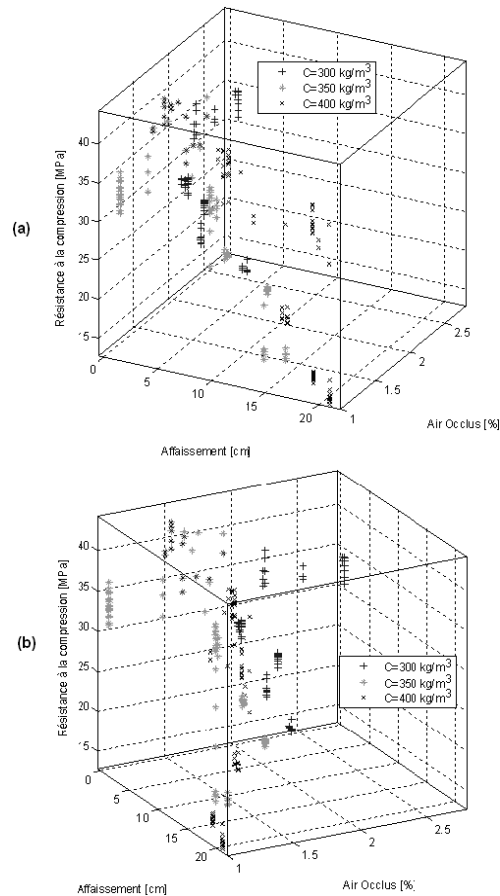 C=300 kg/m³
C=350 kg/m³
C=400 kg/m³
40
35
30
25
20
5
Résistance à la compression [MPa]
(a)
0
5
10
15
20
1
1.5
2
2.5
Affaissement [cm]
Air Occlus [%]
40
35
30
25
20
5
Résistance à la compression [MPa]
(b)
C=300 kg/m³
C=350 kg/m³
C=400 kg/m³
0
5
10
15
20
1
1.5
2
2.5
Affaissement [cm]
Air Occlus [%]